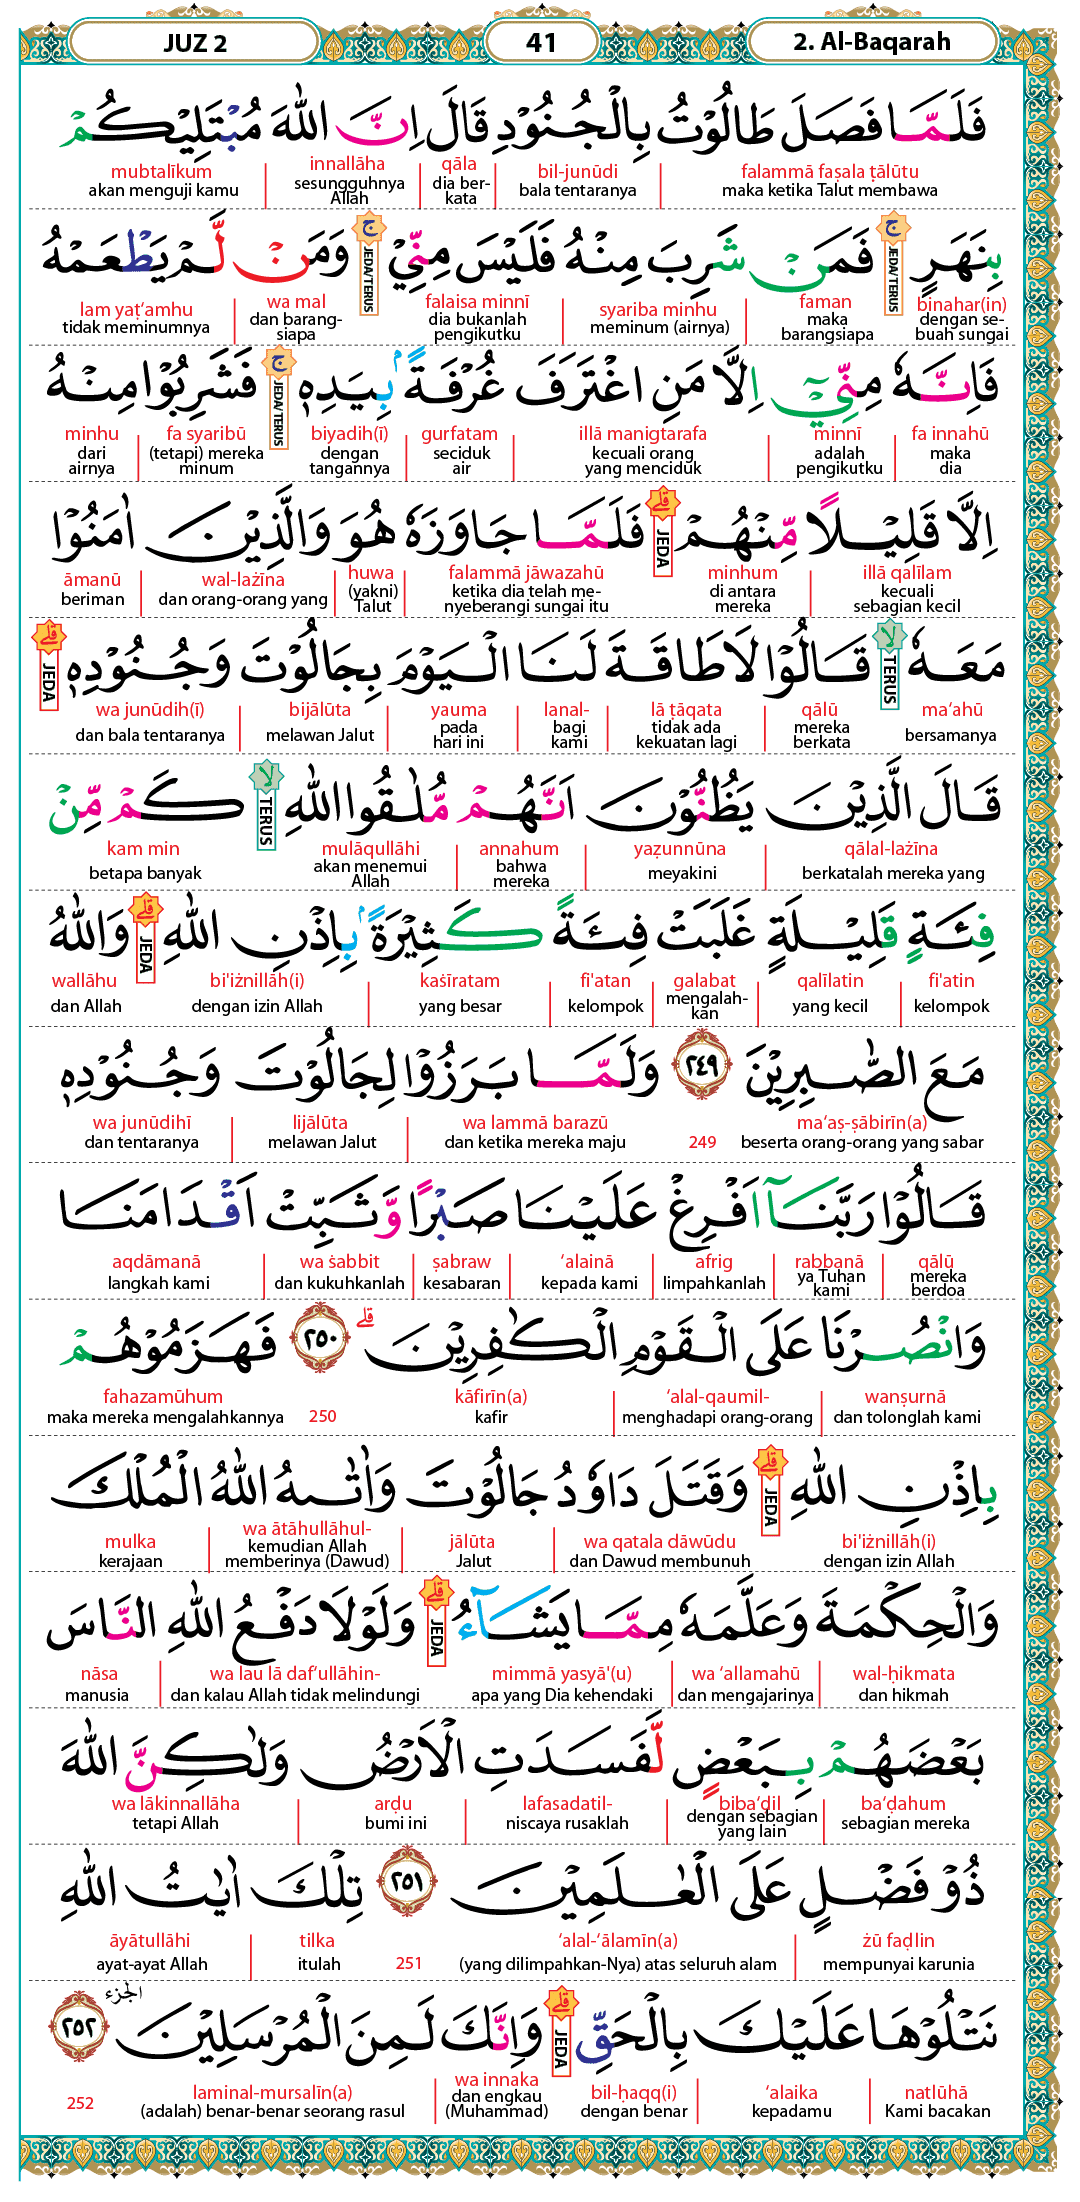 JUZ 2
41
2. Al-Baqarah
فَلَمَّا فَصَلَ طَالُوْتُ بِالْجُنُوْدِ قَالَ اِنَّ اللّٰهَ مُبْتَلِيْكُمْ
falammā faṣala ṭālūtu bil-junūdi qāla innallāha mubtalīkum
maka ketika Talut membawa bala tentaranya dia ber-kata sesungguhnya Allah akan menguji kamu
بِنَهَرٍ ۚ فَمَنْ شَرِبَ مِنْهُ فَلَيْسَ مِنِّيْ ۚ وَمَنْ لَّمْ يَطْعَمْهُ
JEDA/TERUS JEDA/TERUS
binahar(in) faman syariba minhu falaisa minnī wa mal lam yaṭ‘amhu
dengan se-buah sungai maka barangsiapa meminum (airnya) dia bukanlah pengikutku dan barang-siapa tidak meminumnya
فَاِنَّهٗ مِنِّيْٓ اِلَّا مَنِ اغْتَرَفَ غُرْفَةً ۢبِيَدِهٖ ۚ فَشَرِبُوْا مِنْهُ
JEDA/TERUS
fa innahū minnī illā manigtarafa gurfatam biyadih(ī) fa syaribū minhu
maka dia adalah pengikutku kecuali orang yang menciduk seciduk air dengan tangannya (tetapi) mereka minum dari airnya
اِلَّا قَلِيْلًا مِّنْهُمْ ۗ فَلَمَّا جَاوَزَهٗ هُوَ وَالَّذِيْنَ اٰمَنُوْا
JEDA
illā qalīlam minhum falammā jāwazahū huwa wal-lażīna āmanū
kecuali sebagian kecil di antara mereka ketika dia telah me-nyeberangi sungai itu (yakni) Talut dan orang-orang yang beriman
مَعَهٗ ۙ قَالُوْا لَا طَاقَةَ لَنَا الْيَوْمَ بِجَالُوْتَ وَجُنُوْدِهٖ ۗ
TERUS JEDA
ma‘ahū qālū lā ṭāqata lanal- yauma bijālūta wa junūdih(ī)
bersamanya mereka berkata tidak ada kekuatan lagi bagi kami pada hari ini melawan Jalut dan bala tentaranya
قَالَ الَّذِيْنَ يَظُنُّوْنَ اَنَّهُمْ مُّلٰقُوا اللّٰهِ ۙ كَمْ مِّنْ
TERUS
qālal-lażīna yaẓunnūna annahum mulāqullāhi kam min
berkatalah mereka yang meyakini bahwa mereka akan menemui Allah betapa banyak
فِئَةٍ قَلِيْلَةٍ غَلَبَتْ فِئَةً كَثِيْرَةً ۢبِاِذْنِ اللّٰهِ ۗ وَاللّٰهُ
JEDA
fi'atin qalīlatin galabat fi'atan kaśīratam bi'iżnillāh(i) wallāhu
kelompok yang kecil mengalah-kan kelompok yang besar dengan izin Allah dan Allah
مَعَ الصّٰبِرِيْنَ ٢٤٩ وَلَمَّا بَرَزُوْا لِجَالُوْتَ وَجُنُوْدِهٖ
ma‘aṣ-ṣābirīn(a) wa lammā barazū lijālūta wa junūdihī
beserta orang-orang yang sabar 249 dan ketika mereka maju melawan Jalut dan tentaranya
قَالُوْا رَبَّنَآ اَفْرِغْ عَلَيْنَا صَبْرًا وَّثَبِّتْ اَقْدَامَنَا
qālū rabbanā afrig ‘alainā ṣabraw wa śabbit aqdāmanā
mereka berdoa ya Tuhan kami limpahkanlah kepada kami kesabaran dan kukuhkanlah langkah kami
وَانْصُرْنَا عَلَى الْقَوْمِ الْكٰفِرِيْنَ ۗ ٢٥٠ فَهَزَمُوْهُمْ
wanṣurnā ‘alal-qaumil- kāfirīn(a) fahazamūhum
dan tolonglah kami menghadapi orang-orang kafir 250 maka mereka mengalahkannya
بِاِذْنِ اللّٰهِ ۗ وَقَتَلَ دَاوٗدُ جَالُوْتَ وَاٰتٰىهُ اللّٰهُ الْمُلْكَ
JEDA
bi'iżnillāh(i) wa qatala dāwūdu jālūta wa ātāhullāhul- mulka
dengan izin Allah dan Dawud membunuh Jalut kemudian Allah memberinya (Dawud) kerajaan
وَالْحِكْمَةَ وَعَلَّمَهٗ مِمَّا يَشَاۤءُ ۗ وَلَوْلَا دَفْعُ اللّٰهِ النَّاسَ
JEDA
wal-ḥikmata wa ‘allamahū mimmā yasyā'(u) wa lau lā daf‘ullāhin- nāsa
dan hikmah dan mengajarinya apa yang Dia kehendaki dan kalau Allah tidak melindungi manusia
بَعْضَهُمْ بِبَعْضٍ لَّفَسَدَتِ الْاَرْضُ وَلٰكِنَّ اللّٰهَ
ba‘ḍahum biba‘ḍil lafasadatil- arḍu wa lākinnallāha
sebagian mereka dengan sebagian yang lain niscaya rusaklah bumi ini tetapi Allah
ذُوْ فَضْلٍ عَلَى الْعٰلَمِيْنَ ٢٥١ تِلْكَ اٰيٰتُ اللّٰهِ
żū faḍlin ‘alal-‘ālamīn(a) tilka āyātullāhi
mempunyai karunia (yang dilimpahkan-Nya) atas seluruh alam 251 itulah ayat-ayat Allah
نَتْلُوْهَا عَلَيْكَ بِالْحَقِّ ۗ وَاِنَّكَ لَمِنَ الْمُرْسَلِيْنَ ٢٥٢ الجزء
JEDA
natlūhā ‘alaika bil-ḥaqq(i) wa innaka laminal-mursalīn(a)
Kami bacakan kepadamu dengan benar dan engkau (Muhammad) (adalah) benar-benar seorang rasul 252